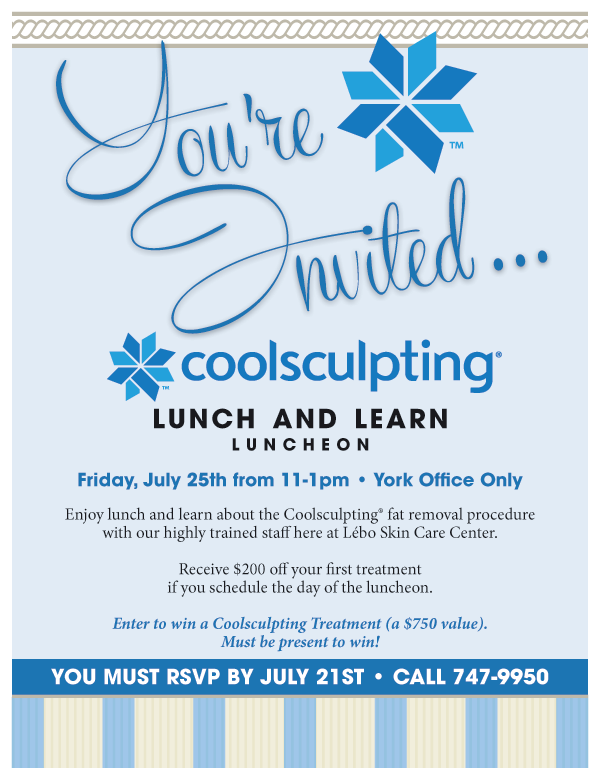 You're
TM
Invited...
coolsculpting®
TM
LUNCH AND LEARN
LUNCHEON
Friday, July 25th from 11-1pm • York Office Only
Enjoy lunch and learn about the Coolsculpting® fat removal procedure
with our highly trained staff here at Lébo Skin Care Center.
Receive $200 off your first treatment
if you schedule the day of the luncheon.
Enter to win a Coolsculpting Treatment (a $750 value).
Must be present to win!
YOU MUST RSVP BY JULY 21ST • CALL 747-9950